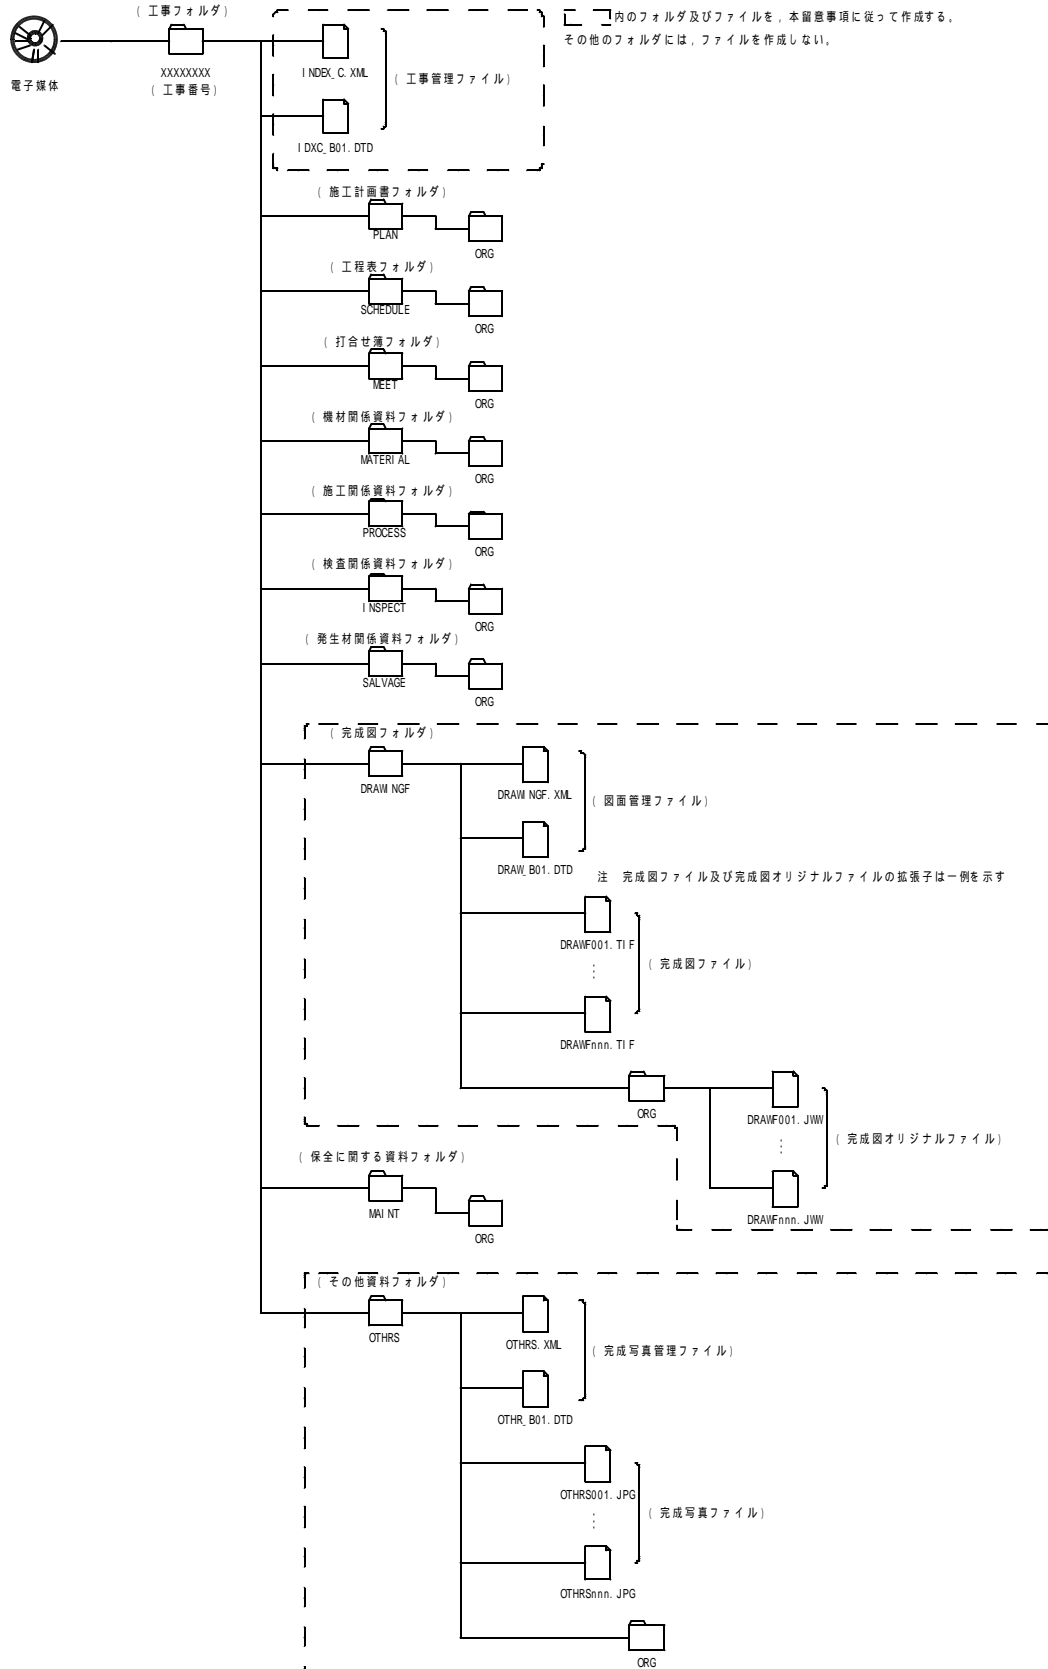 (工事フォルダ)
内のフォルダ及びファイルを,本留意事項に従って作成する。
その他のフォルダには,ファイルを作成しない。
電子媒体
XXXXXXXX
(工事番号)
INDEX_C.XML
(工事管理ファイル)
IDXC_B01.DTD
(施工計画書フォルダ)
PLAN
ORG
(工程表フォルダ)
SCHEDULE
ORG
(打合せ簿フォルダ)
MEET
ORG
(機材関係資料フォルダ)
MATERIAL
ORG
(施工関係資料フォルダ)
PROCESS
ORG
(検査関係資料フォルダ)
INSPECT
ORG
(発生材関係資料フォルダ)
SALVAGE
ORG
(完成図フォルダ)
DRAWINGF
DRAWINGF.XML
(図面管理ファイル)
DRAW_B01.DTD
注 完成図ファイル及び完成図オリジナルファイルの拡張子は一例を示す
DRAWF001.TIF
(完成図ファイル)
DRAWFnnn.TIF
ORG
DRAWF001.JWW
(完成図オリジナルファイル)
DRAWFnnn.JWW
(保全に関する資料フォルダ)
MAINT
ORG
(その他資料フォルダ)
OTHRS
OTHRS.XML
(完成写真管理ファイル)
OTHR_B01.DTD
OTHRS001.JPG
(完成写真ファイル)
OTHRSnnn.JPG
ORG